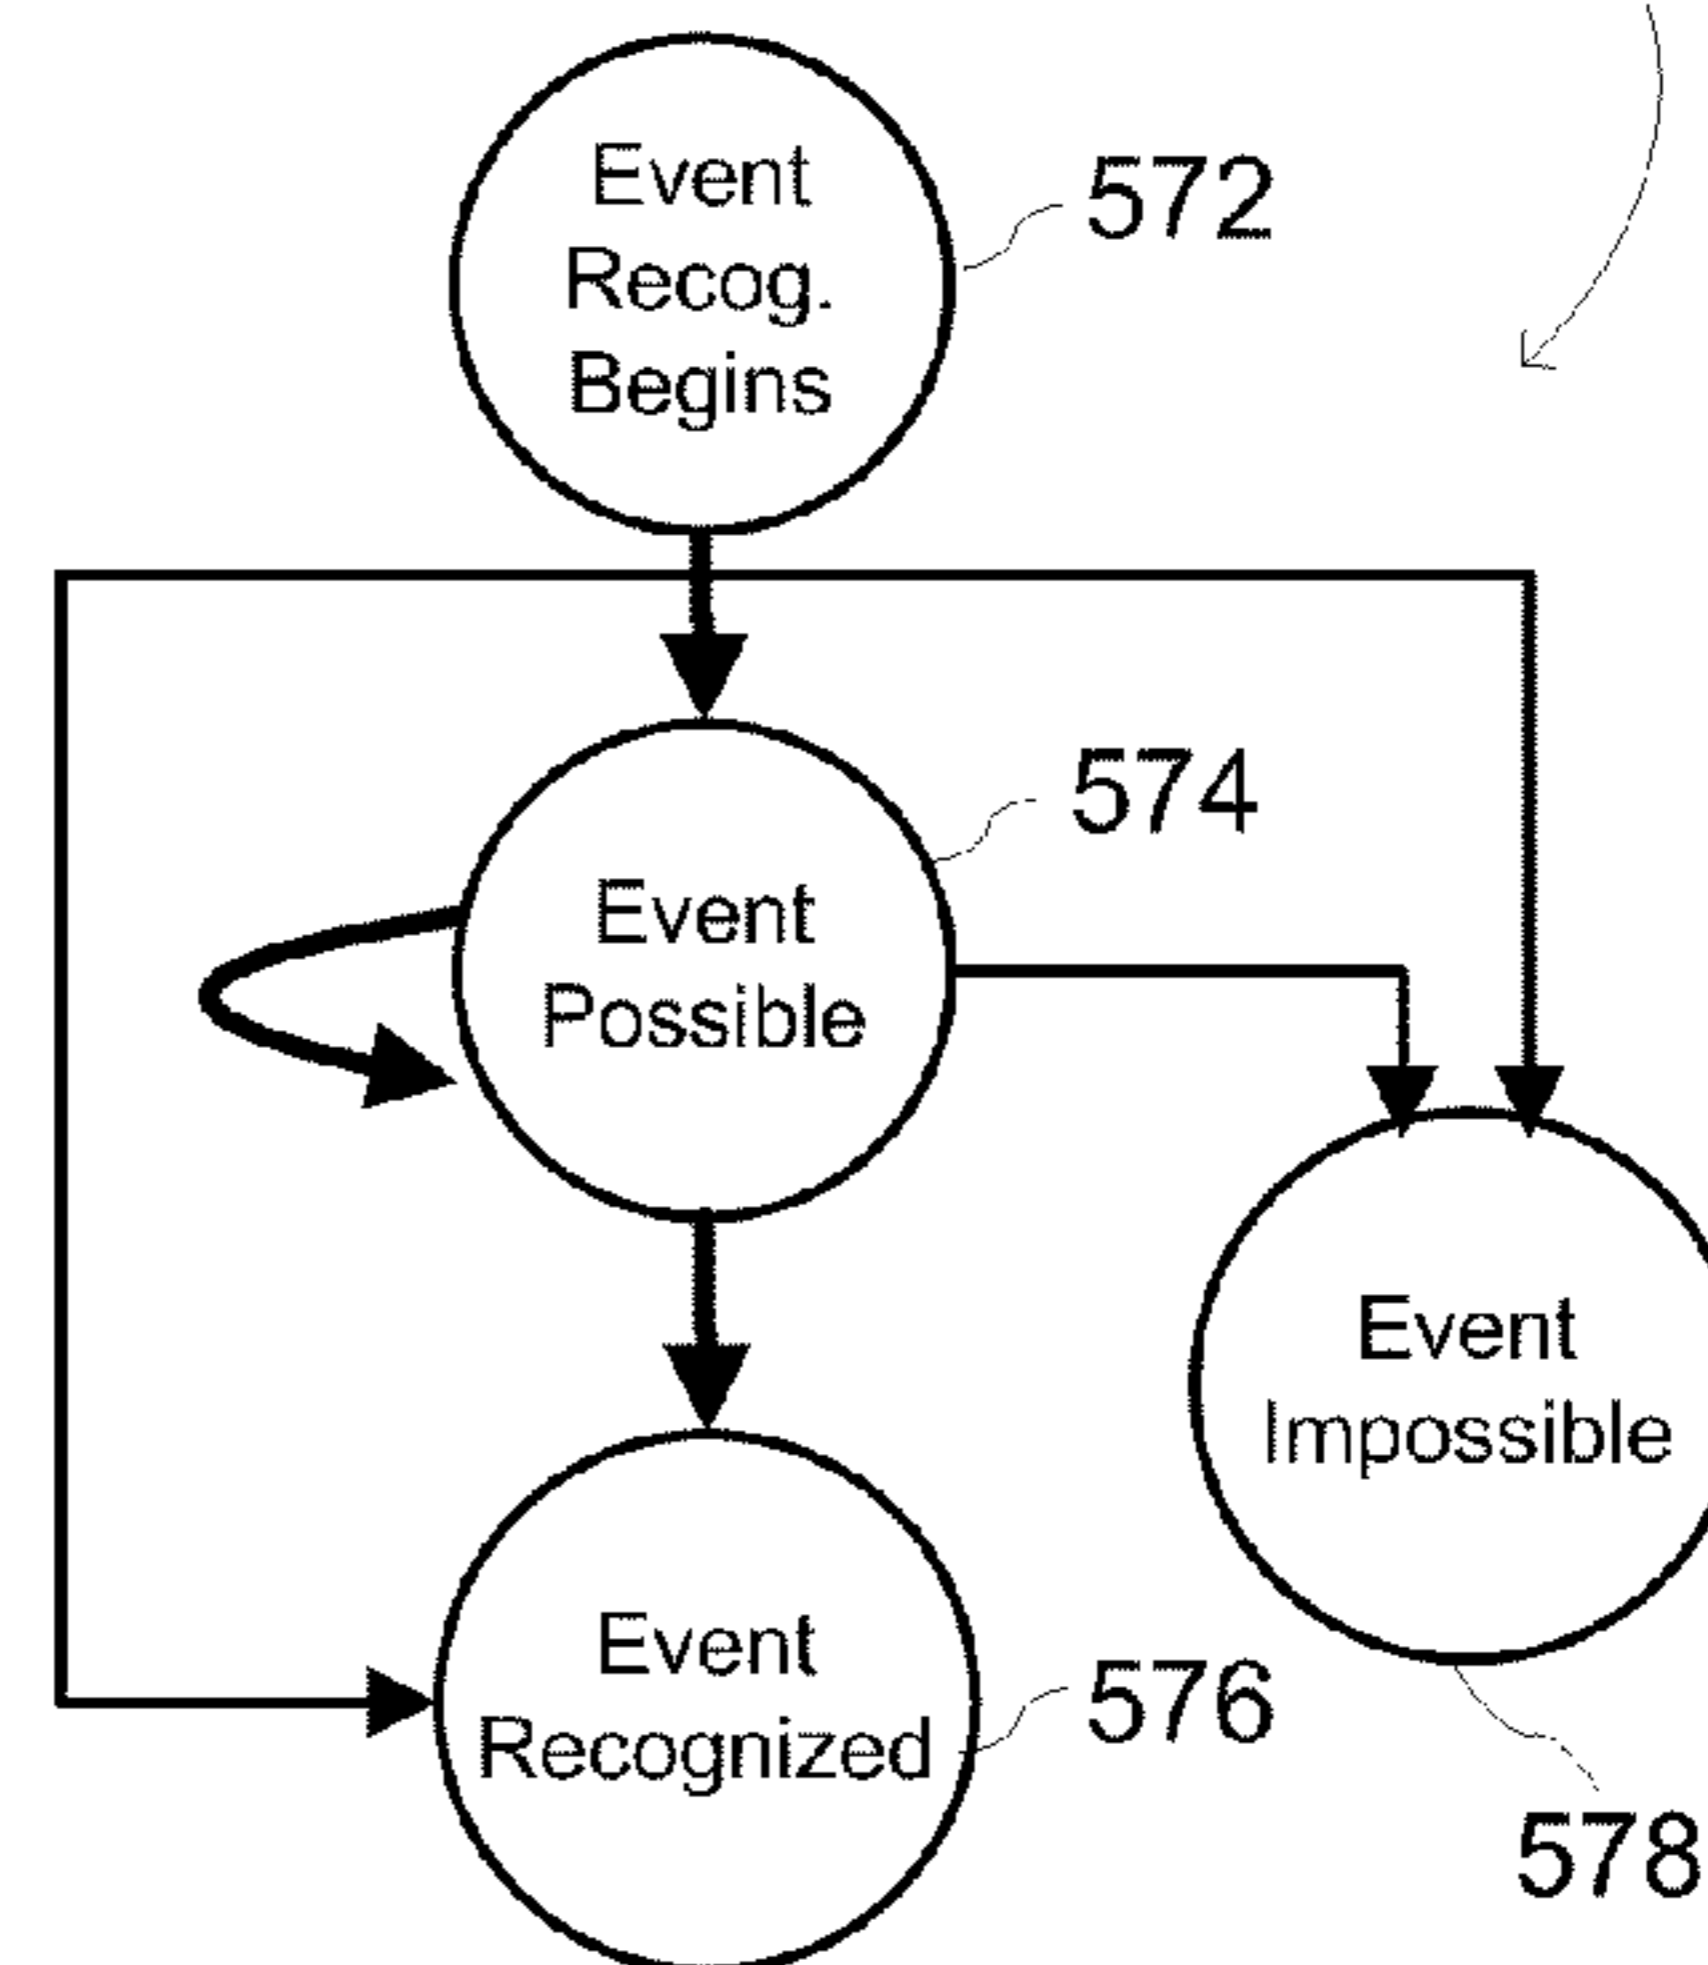 Event
Recog.
Begins
572
574
Event
Possible
Event
Impossible
Event
Recognized
576
578